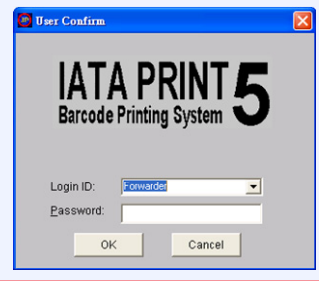 User Confirm
IATA PRINT 5
Barcode Printing System
Login ID: Forwarder
Password:
OK Cancel